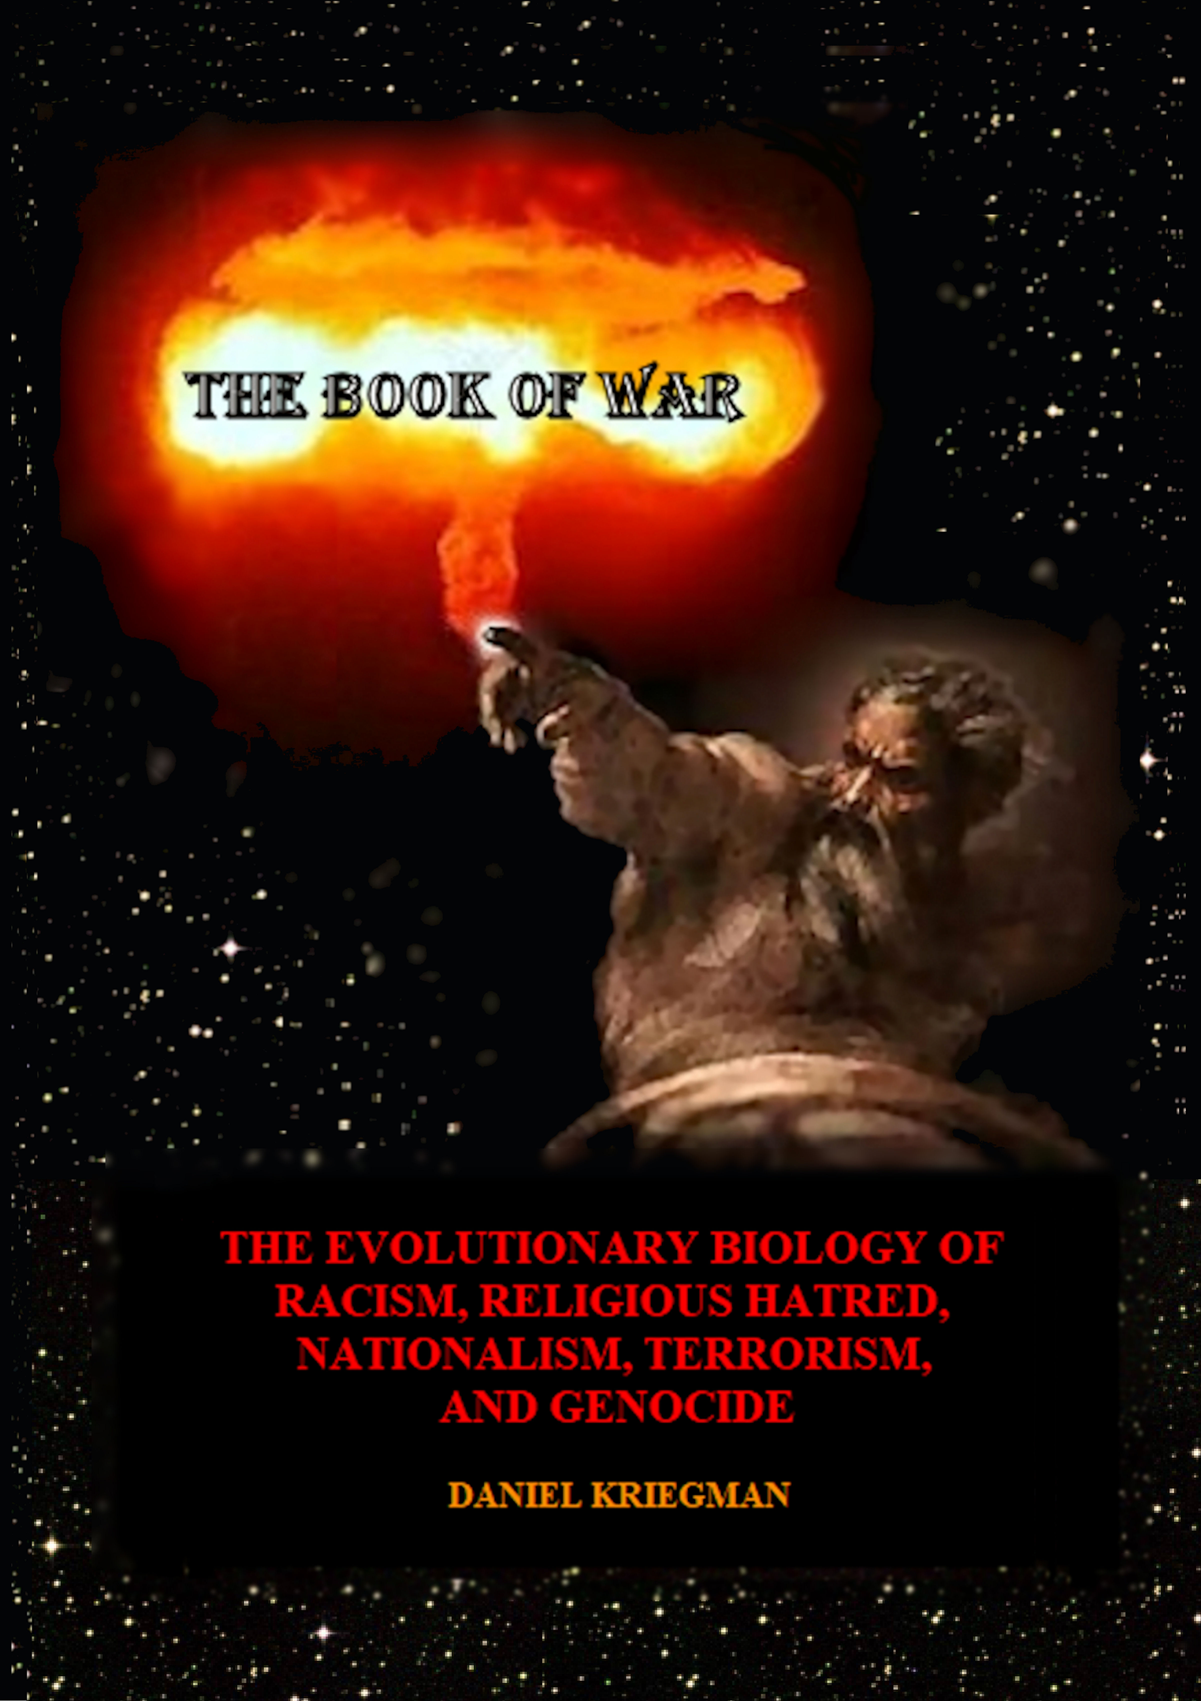 THE BOOK OF WAR
THE EVOLUTIONARY BIOLOGY OF
RACISM, RELIGIOUS HATRED,
NATIONALISM, TERRORISM,
AND GENOCIDE
DANIEL KRIEGMAN